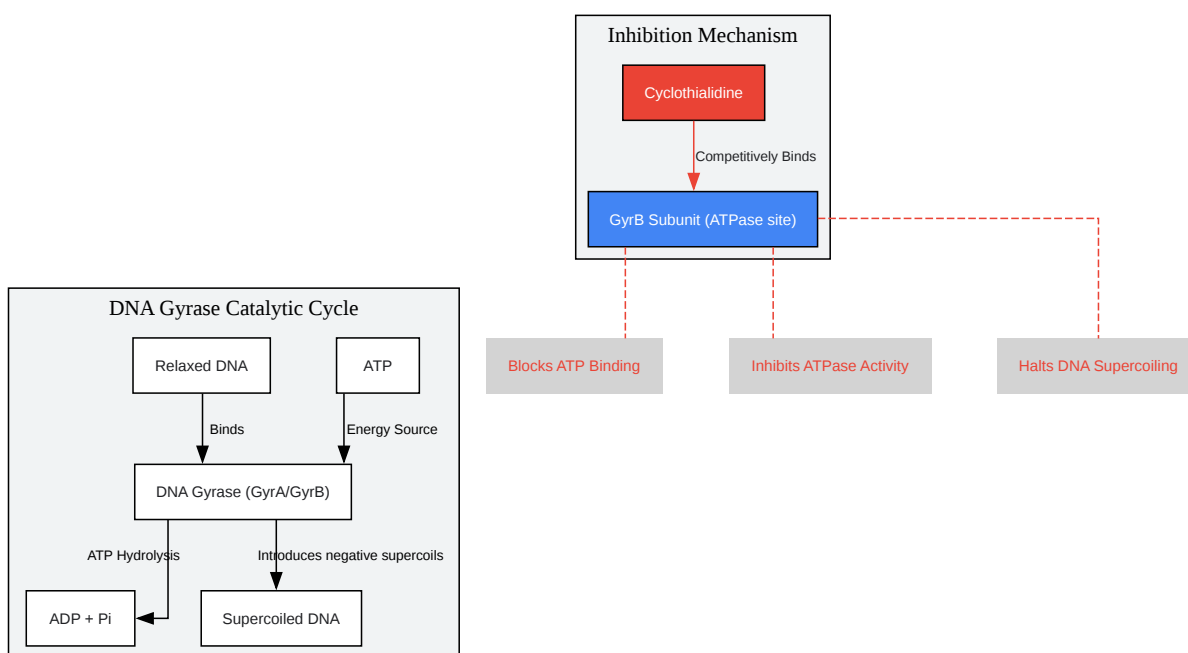 Inhibition Mechanism
Cyclothialidine
Competitively Binds
GyrB Subunit (ATPase site)
Blocks ATP Binding
Inhibits ATPase Activity
Halts DNA Supercoiling
DNA Gyrase Catalytic Cycle
Relaxed DNA
ATP
Binds
Energy Source
DNA Gyrase (GyrA/GyrB)
ATP Hydrolysis
Introduces negative supercoils
ADP + Pi
Supercoiled DNA